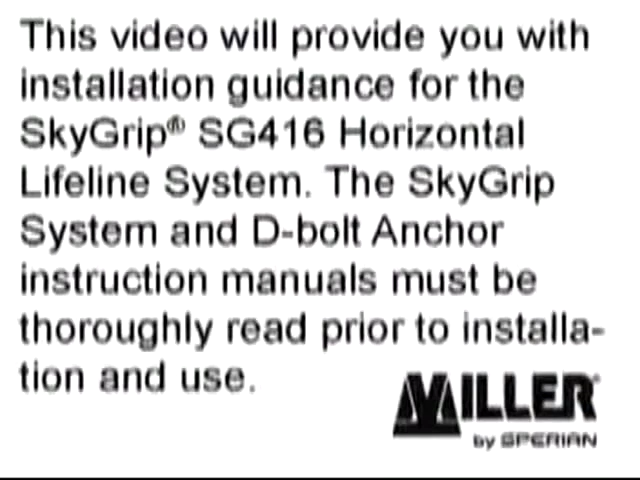 This video will provide you with
installation guidance for the
SkyGrip® SG416 Horizontal
Lifeline System. The SkyGrip
System and D-bolt Anchor
instruction manuals must be
thoroughly read prior to installa-
tion and use.
MILLER
by SPERIAN